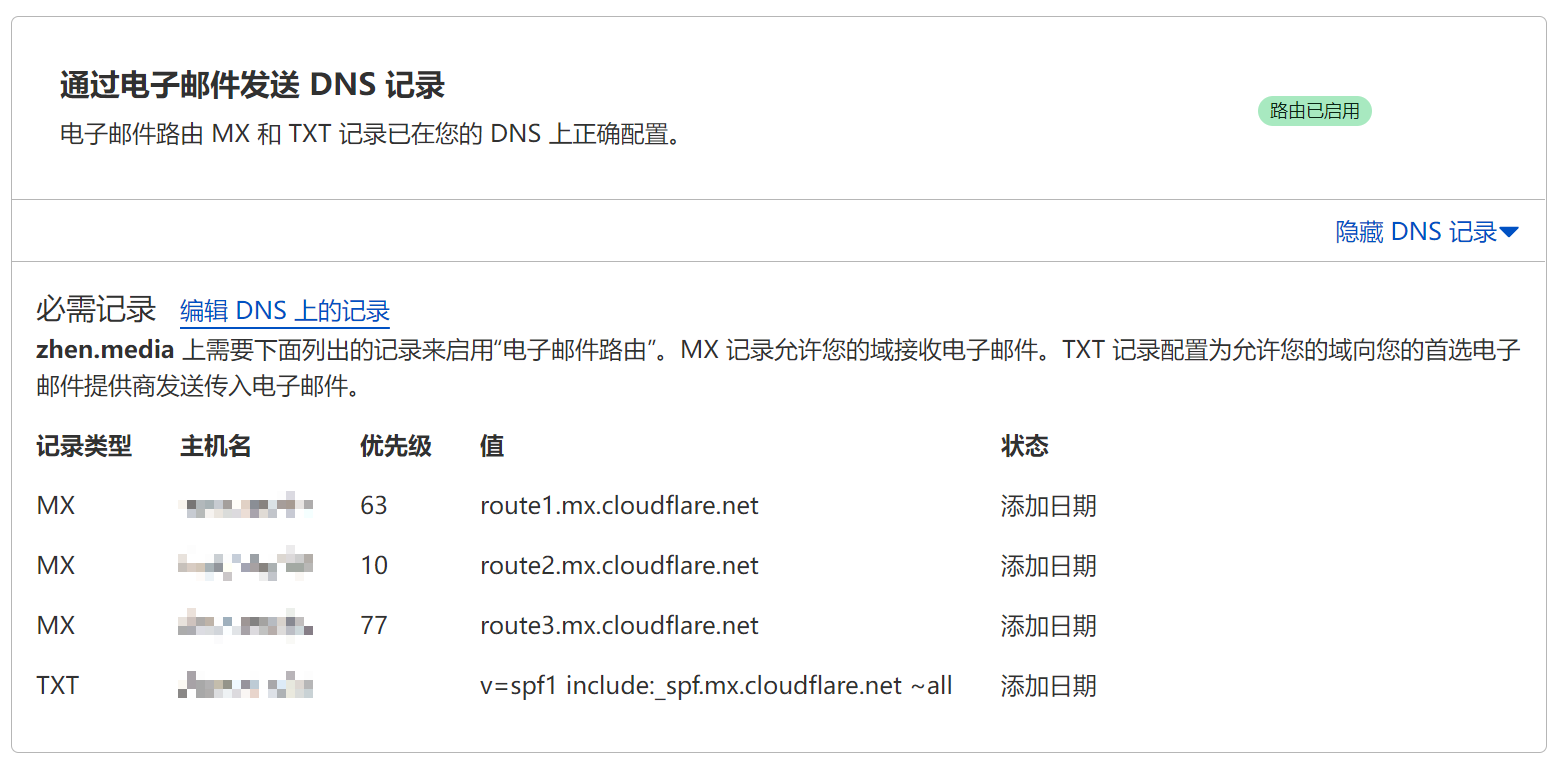 通过电子邮件发送 DNS 记录
电子邮件路由 MX 和 TXT 记录已在您的 DNS 上正确配置。
路由已启用
隐藏 DNS 记录
必需记录 编辑 DNS 上的记录
zhen.media 上需要下面列出的记录来启用“电子邮件路由”。MX 记录允许您的域接收电子邮件。TXT 记录配置为允许您的域向您的首选电子
邮件提供商发送传入电子邮件。
记录类型 主机名 优先级 值 状态
MX 63 route1.mx.cloudflare.net 添加日期
MX 10 route2.mx.cloudflare.net 添加日期
MX 77 route3.mx.cloudflare.net 添加日期
TXT v=spf1 include:_spf.mx.cloudflare.net ~all 添加日期